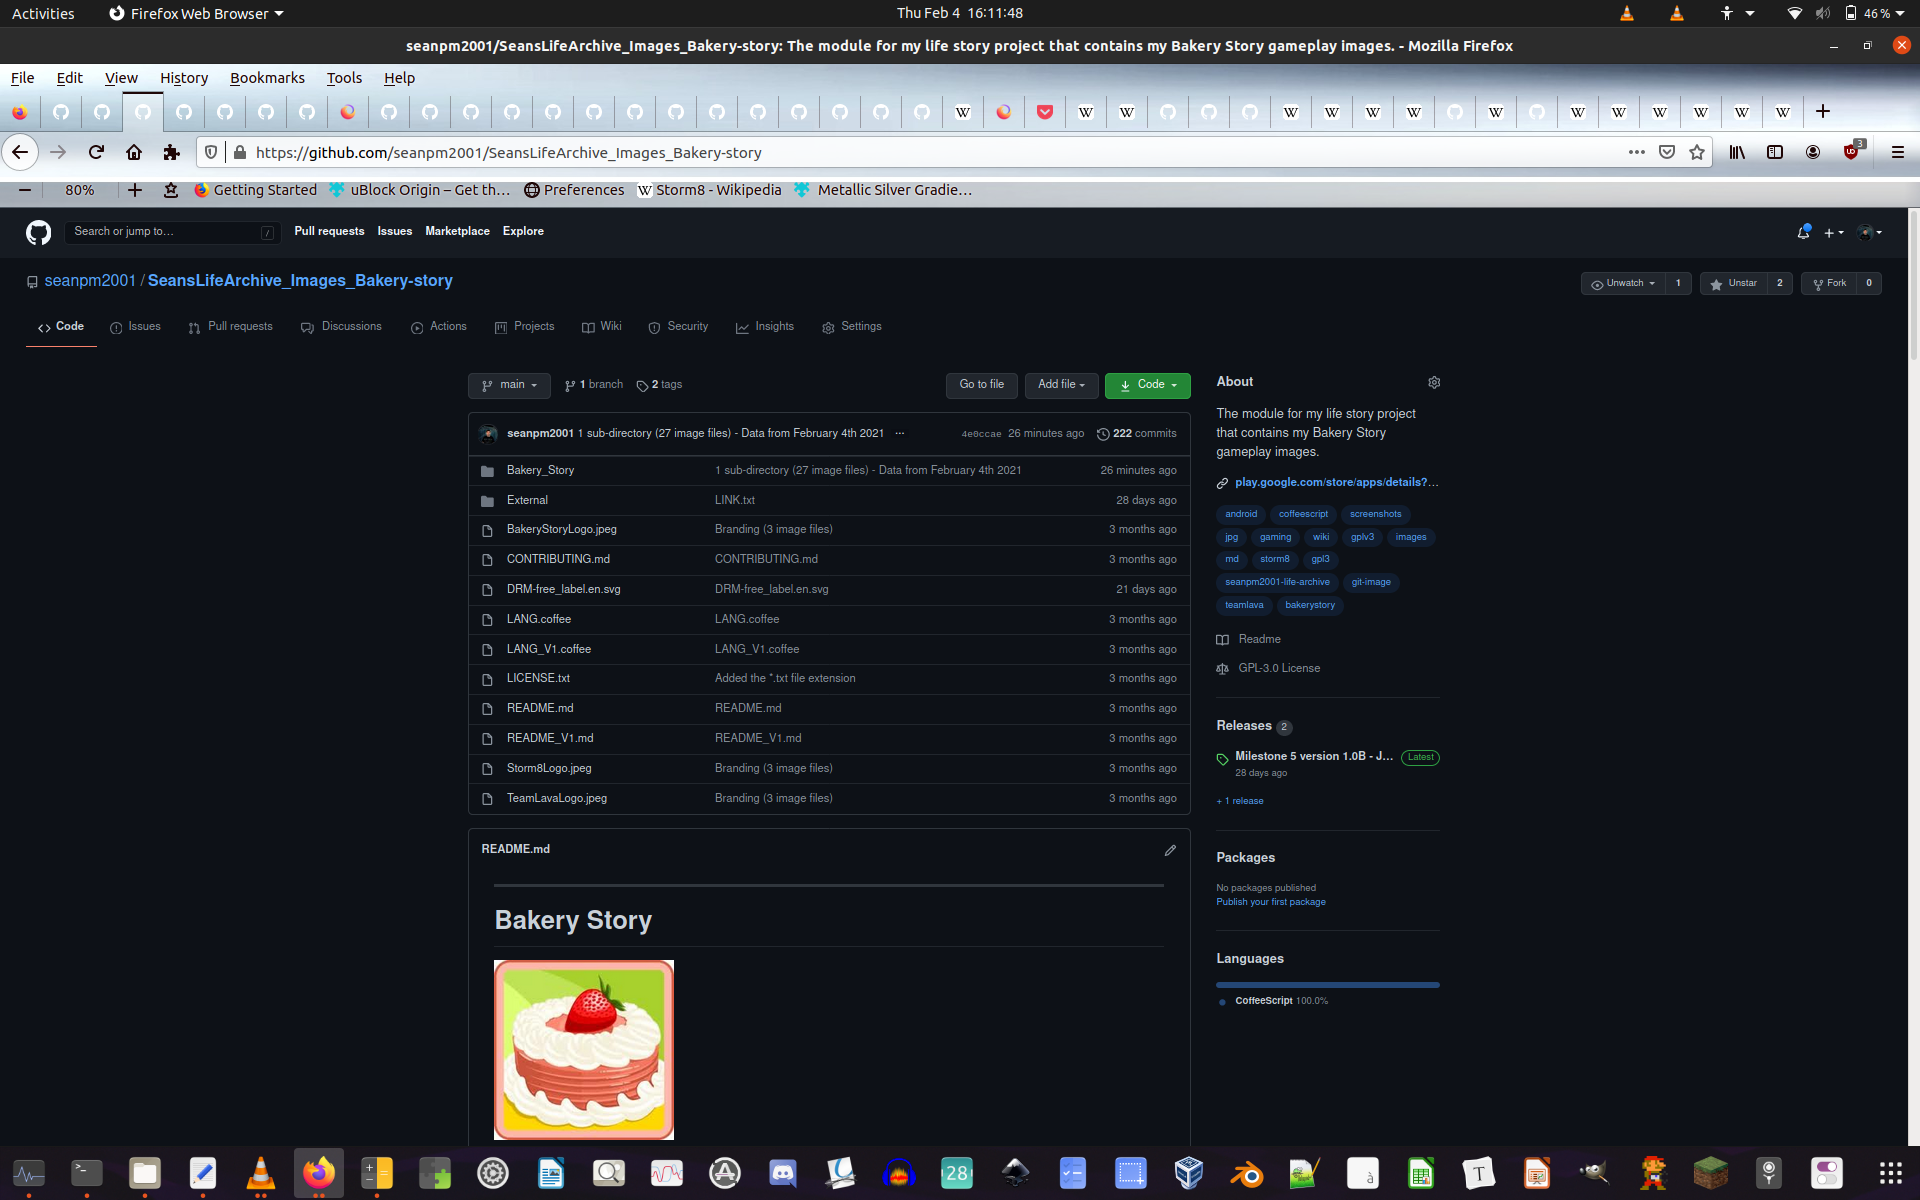 Activities Firefox Web Browser Thu Feb 4 16:11:48 46 %
seanpm2001/SeansLifeArchive_Images_Bakery-story: The module for my life story project that contains my Bakery Story gameplay images. - Mozilla Firefox
File Edit View History Bookmarks Tools Help
https://github.com/seanpm2001/SeansLifeArchive_Images_Bakery-story 3
80% Getting Started uBlock Origin – Get th… Preferences Storm8 - Wikipedia Metallic Silver Gradie…
Search or jump to… / Pull requests Issues Marketplace Explore
seanpm2001 / SeansLifeArchive_Images_Bakery-story Unwatch 1 Unstar 2 Fork 0
Code Issues Pull requests Discussions Actions Projects Wiki Security Insights Settings
main 1 branch 2 tags Go to file Add file Code
seanpm2001 1 sub-directory (27 image files) - Data from February 4th 2021 ... 4e0ccae 26 minutes ago 222 commits
Bakery_Story 1 sub-directory (27 image files) - Data from February 4th 2021 26 minutes ago
External LINK.txt 28 days ago
BakeryStoryLogo.jpeg Branding (3 image files) 3 months ago
CONTRIBUTING.md CONTRIBUTING.md 3 months ago
DRM-free_label.en.svg DRM-free_label.en.svg 21 days ago
LANG.coffee LANG.coffee 3 months ago
LANG_V1.coffee LANG_V1.coffee 3 months ago
LICENSE.txt Added the *.txt file extension 3 months ago
README.md README.md 3 months ago
README_V1.md README_V1.md 3 months ago
Storm8Logo.jpeg Branding (3 image files) 3 months ago
TeamLavaLogo.jpeg Branding (3 image files) 3 months ago
README.md
Bakery Story
About
The module for my life story project
that contains my Bakery Story
gameplay images.
play.google.com/store/apps/details?…
android coffeescript screenshots
jpg gaming wiki gplv3 images
md storm8 gpl3
seanpm2001-life-archive git-image
teamlava bakerystory
Readme
GPL-3.0 License
Releases 2
Milestone 5 version 1.0B - J… Latest
28 days ago
+ 1 release
Packages
No packages published
Publish your first package
Languages
CoffeeScript 100.0%
28